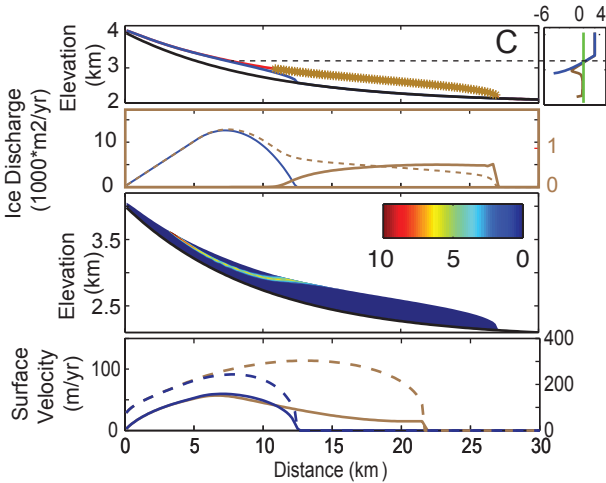 -6 0 4
C
4
3
2
Elevation
(km)
10
0
Ice Discharge
(1000*m2/yr)
1
0
3.5
2.5
Elevation
(km)
10 5 0
100
50
0
Surface
Velocity
(m/yr)
400
200
0
0 5 10 15 20 25 30
Distance (km)